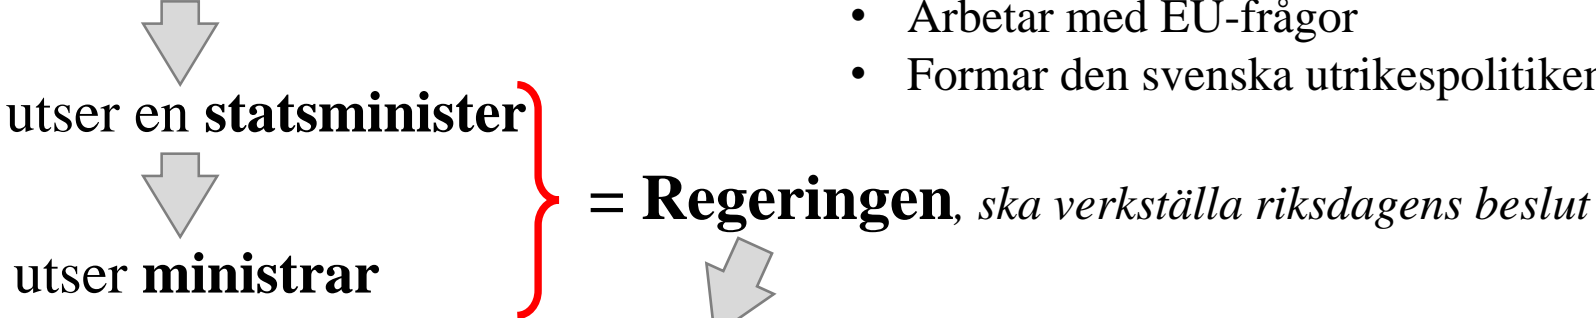 • Arbetar med EU-frågor
• Formar den svenska utrikespolitiken
utser en statsminister
= Regeringen, ska verkställa riksdagens beslut
utser ministrar